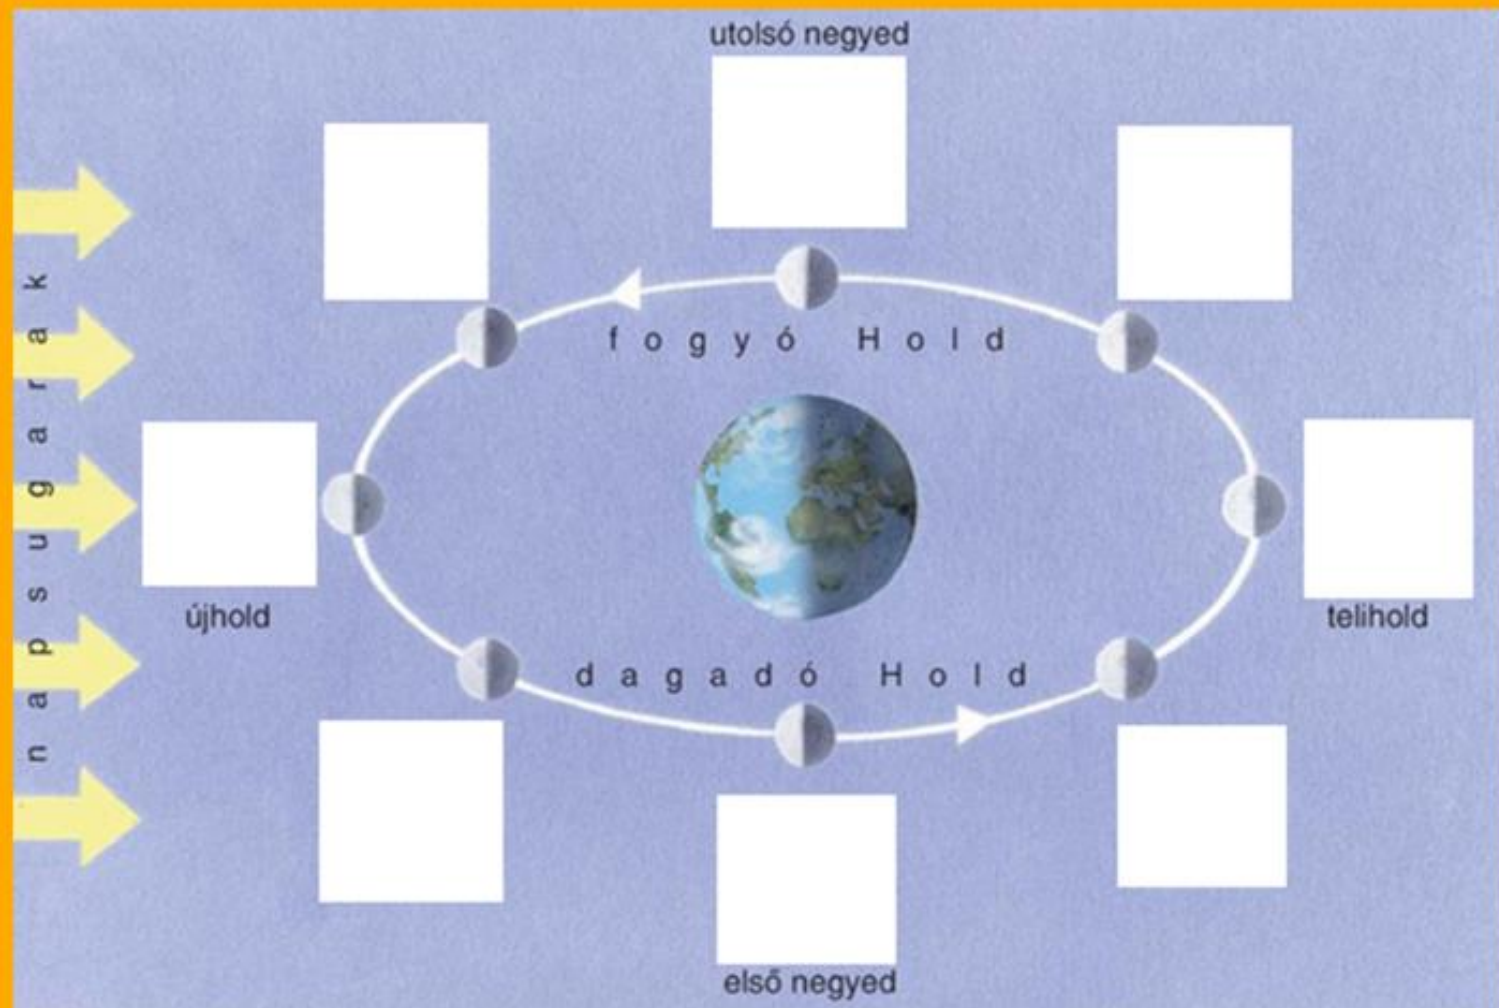 utolsó negyed
napsugarak
fogyó Hold
újhold
telihold
dagadó Hold
első negyed